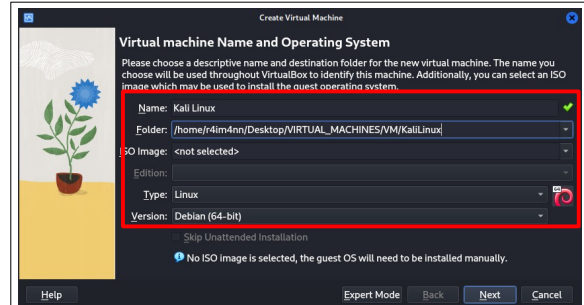 Create Virtual Machine
Virtual machine Name and Operating System
Please choose a descriptive name and destination folder for the new virtual machine. The name you
choose will be used throughout VirtualBox to identify this machine. Additionally, you can select an ISO
image which may be used to install the guest operating system.
Name: Kali Linux
Folder: /home/r4im4nn/Desktop/VIRTUAL_MACHINES/VM/KaliLinux
ISO Image: <not selected>
Edition:
Type: Linux
64
Version: Debian (64-bit)
Skip Unattended Installation
No ISO image is selected, the guest OS will need to be installed manually.
Help Expert Mode Back Next Cancel